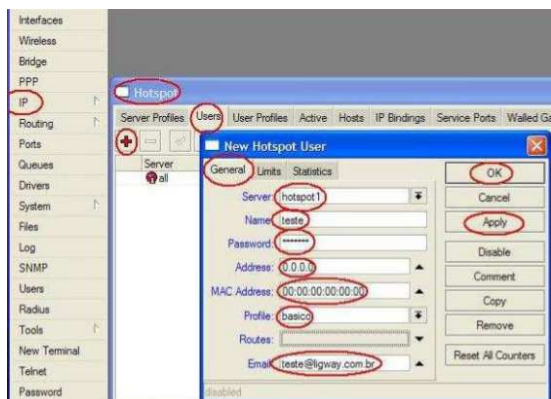 Interfaces
Wireless
Bridge
PPP
IP
Routing
Ports
Queues
Drivers
System
Files
Log
SNMP
Users
Radius
Tools
New Terminal
Telnet
Password
Hotspot
Server Profiles Users User Profiles Active Hosts IP Bindings Service Ports Walled Ga
Server
all
New Hotspot User
General Limits Statistics
Server: hotspot1
Name: teste
Password: *******
Address: 0.0.0.0
MAC Address: 00:00:00:00:00:00
Profile: basico
Routes:
Email: teste@ligway.com.br
OK
Cancel
Apply
Disable
Comment
Copy
Remove
Reset All Counters
disabled